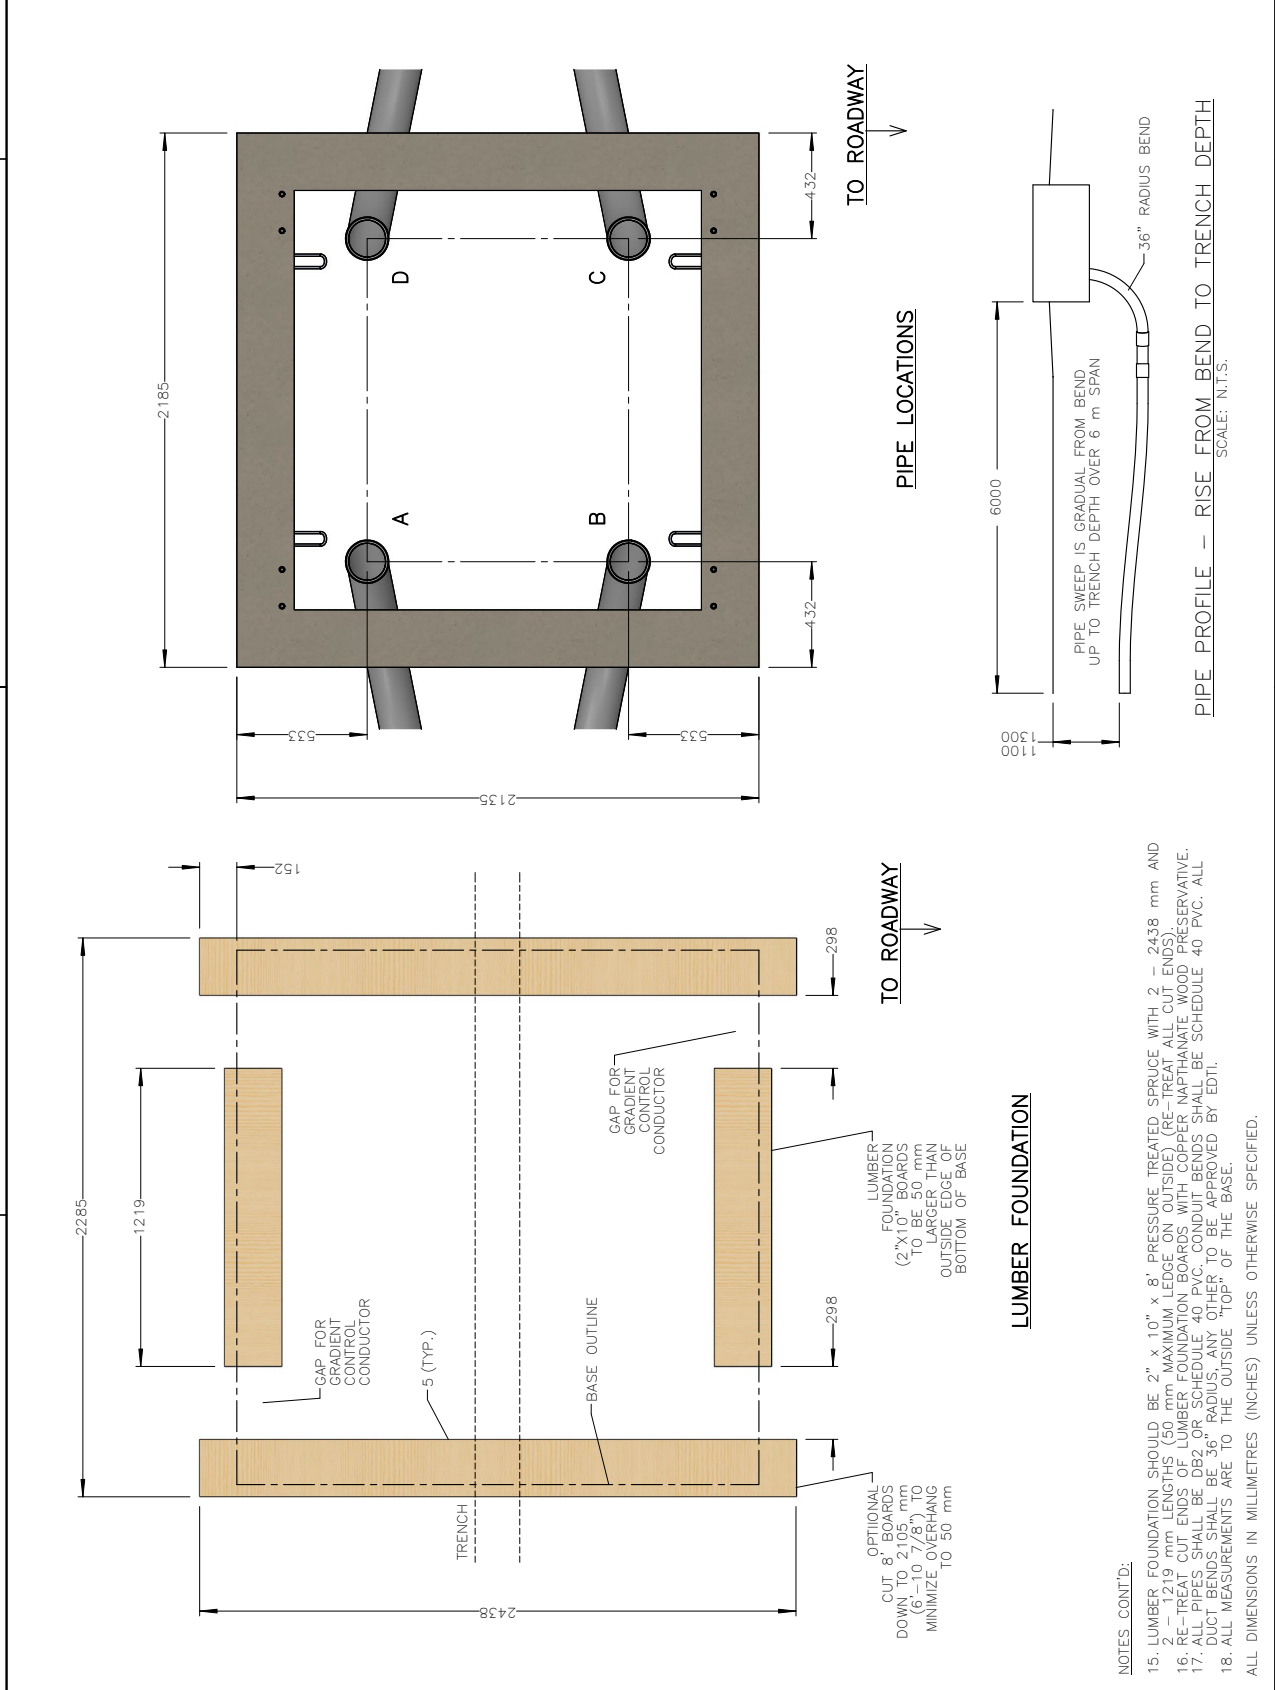 2285
1219
2438
152
TRENCH
GAP FOR
GRADIENT
CONTROL
CONDUCTOR
5 (TYP.)
BASE OUTLINE
GAP FOR
GRADIENT
CONTROL
CONDUCTOR
298
298
OPTIIONAL
CUT 8' BOARDS
DOWN TO 2105 mm
(6'-10 7/8") TO
MINIMIZE OVERHANG
TO 50 mm
LUMBER
FOUNDATION
(2"X10" BOARDS
TO BE 50 mm
LARGER THAN
OUTSIDE EDGE OF
BOTTOM OF BASE
TO ROADWAY
LUMBER FOUNDATION
2185
2135
533
533
A
B
C
D
432
432
TO ROADWAY
PIPE LOCATIONS
6000
1100
1300
PIPE SWEEP IS GRADUAL FROM BEND
UP TO TRENCH DEPTH OVER 6 m SPAN
36" RADIUS BEND
PIPE PROFILE – RISE FROM BEND TO TRENCH DEPTH
SCALE: N.T.S.
NOTES CONT'D:
15. LUMBER FOUNDATION SHOULD BE 2" x 10" x 8' PRESSURE TREATED SPRUCE WITH 2 – 2438 mm AND
2 – 1219 mm LENGTHS (50 mm MAXIMUM LEDGE ON OUTSIDE) (RE-TREAT ALL CUT ENDS).
16. RE-TREAT CUT ENDS OF LUMBER FOUNDATION BOARDS WITH COPPER NAPTHANATE WOOD PRESERVATIVE.
17. ALL PIPES SHALL BE DB2 OR SCHEDULE 40 PVC. CONDUIT BENDS SHALL BE SCHEDULE 40 PVC. ALL
DUCT BENDS SHALL BE 36" RADIUS, ANY OTHER TO BE APPROVED BY EDTI.
18. ALL MEASUREMENTS ARE TO THE OUTSIDE "TOP" OF THE BASE.
ALL DIMENSIONS IN MILLIMETRES (INCHES) UNLESS OTHERWISE SPECIFIED.